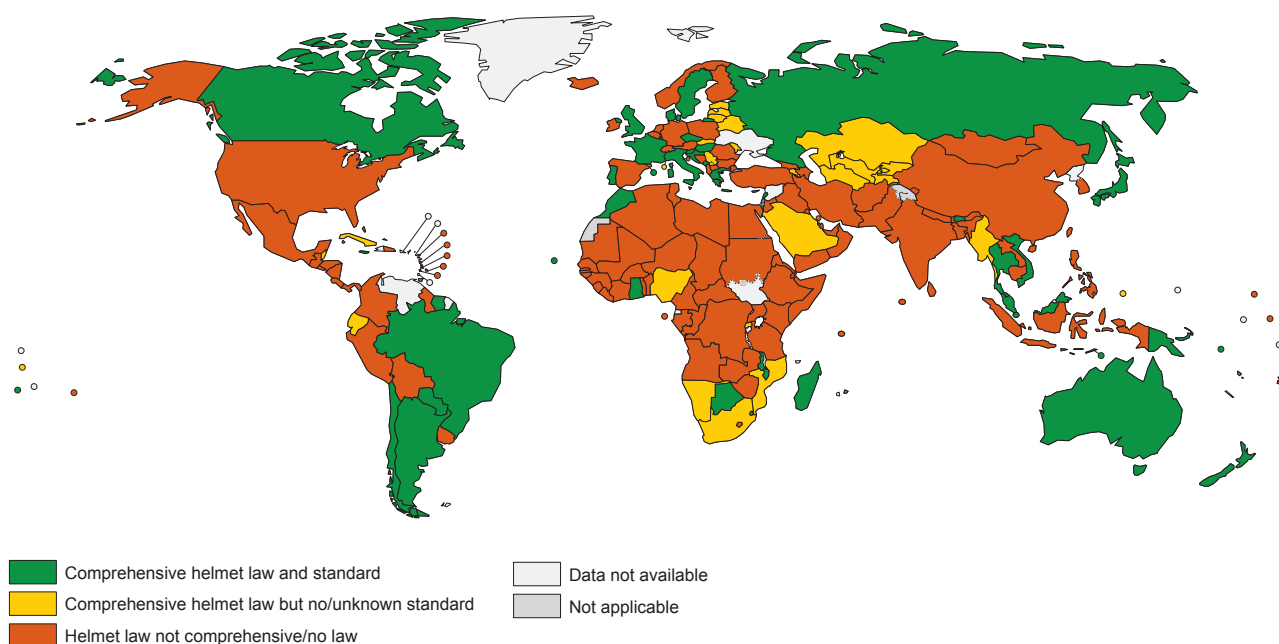 Comprehensive helmet law and standard
Comprehensive helmet law but no/unknown standard
Helmet law not comprehensive/no law
Data not available
Not applicable